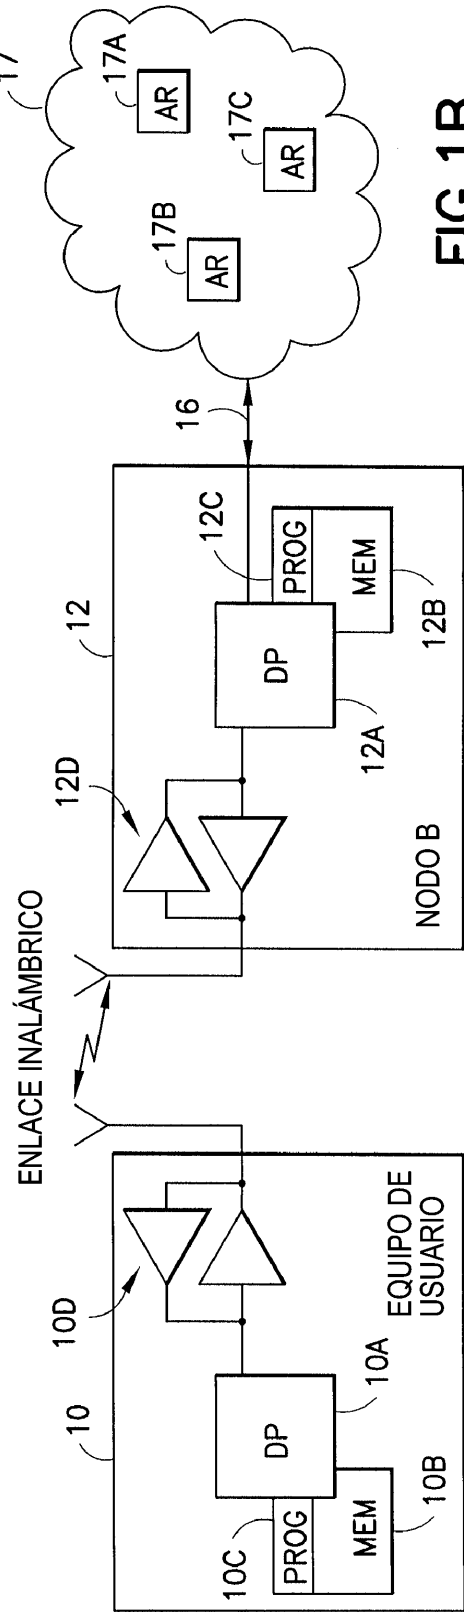 ENLACE INALÁMBRICO
10
10D
10C
PROG
MEM
10B
DP
10A
EQUIPO DE
USUARIO
12
12D
DP
12A
12C
PROG
MEM
12B
NODO B
16
17
17A
AR
17B
AR
17C
AR
FIG. 1B